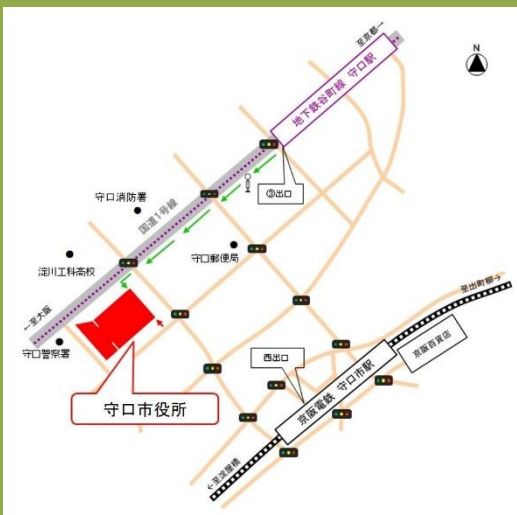 至京都→
N
地下鉄谷町線 守口駅
③出口
守口消防署
国道1号線
守口郵便局
淀川工科高校
←至大阪
守口警察署
守口市役所
至出町柳→
京阪百貨店
西出口
京阪電鉄 守口市駅
←至淀屋橋